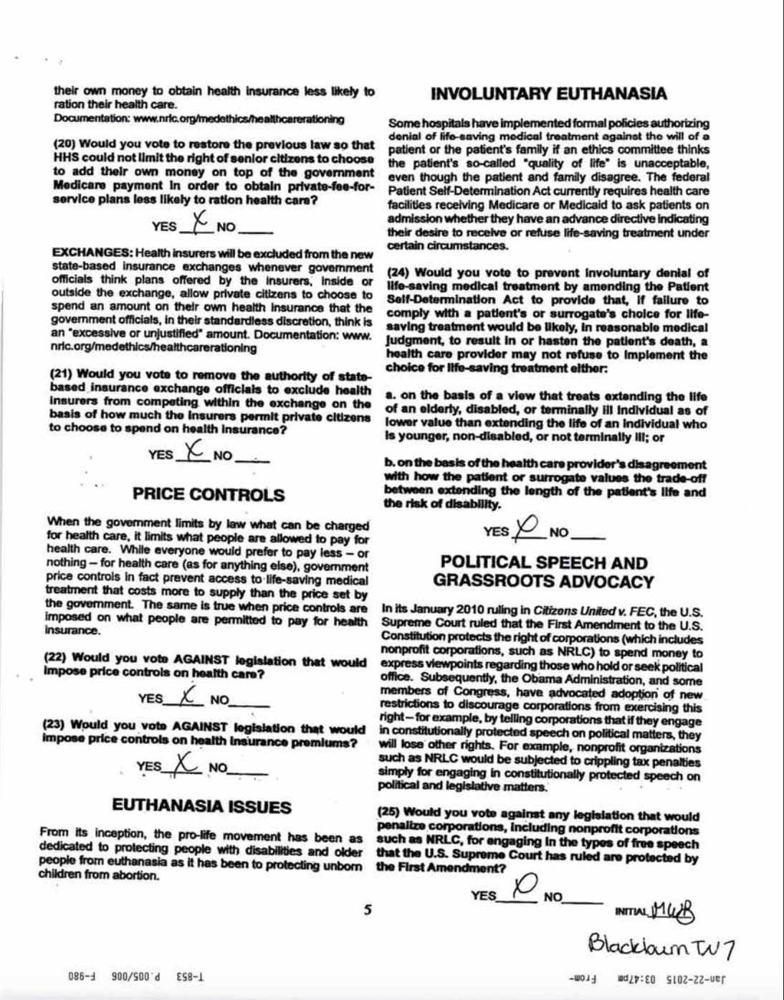 their own money to obtain health insurance less likely to
ration their health care.
Documentation: www.nrlc.org/medethics/healthcarerationing
(20) Would you vote to restore the previous law so that
HHS could not limit the right of senior citizens to choose
to add their own money on top of the government
Medicare payment in order to obtain private-fee-for-
service plans less likely to ration health care?
YES X NO
EXCHANGES: Health insurers will be excluded from the new
state-based insurance exchanges whenever government
officials think plans offered by the insurers, inside or
outside the exchange, allow private citizens to choose to
spend an amount on their own health insurance that the
government officials, in their standardless discretion, think is
an "excessive or unjustified" amount. Documentation: www.
nrlc.org/medethics/healthcarerationing
(21) Would you vote to remove the authority of state-
based insurance exchange officials to exclude health
insurers from competing within the exchange on the
basis of how much the insurers permit private citizens
to choose to spend on health insurance?
YES X NO
PRICE CONTROLS
When the government limits by law what can be charged
for health care, it limits what people are allowed to pay for
health care. While everyone would prefer to pay less – or
nothing – for health care (as for anything else), government
price controls in fact prevent access to life-saving medical
treatment that costs more to supply than the price set by
the government. The same is true when price controls are
imposed on what people are permitted to pay for health
insurance.
(22) Would you vote AGAINST legislation that would
impose price controls on health care?
YES X NO
(23) Would you vote AGAINST legislation that would
impose price controls on health insurance premiums?
YES X NO
EUTHANASIA ISSUES
From its inception, the pro-life movement has been as
dedicated to protecting people with disabilities and older
people from euthanasia as it has been to protecting unborn
children from abortion.
INVOLUNTARY EUTHANASIA
Some hospitals have implemented formal policies authorizing
denial of life-saving medical treatment against the will of a
patient or the patient's family if an ethics committee thinks
the patient's so-called "quality of life" is unacceptable,
even though the patient and family disagree. The federal
Patient Self-Determination Act currently requires health care
facilities receiving Medicare or Medicaid to ask patients on
admission whether they have an advance directive indicating
their desire to receive or refuse life-saving treatment under
certain circumstances.
(24) Would you vote to prevent involuntary denial of
life-saving medical treatment by amending the Patient
Self-Determination Act to provide that, if failure to
comply with a patient's or surrogate's choice for life-
saving treatment would be likely, in reasonable medical
judgment, to result in or hasten the patient's death, a
health care provider may not refuse to implement the
choice for life-saving treatment either:
a. on the basis of a view that treats extending the life
of an elderly, disabled, or terminally ill individual as of
lower value than extending the life of an individual who
is younger, non-disabled, or not terminally ill; or
b. on the basis of the health care provider's disagreement
with how the patient or surrogate values the trade-off
between extending the length of the patient's life and
the risk of disability.
YES X NO
POLITICAL SPEECH AND
GRASSROOTS ADVOCACY
In its January 2010 ruling in Citizens United v. FEC, the U.S.
Supreme Court ruled that the First Amendment to the U.S.
Constitution protects the right of corporations (which includes
nonprofit corporations, such as NRLC) to spend money to
express viewpoints regarding those who hold or seek political
office. Subsequently, the Obama Administration, and some
members of Congress, have advocated adoption of new
restrictions to discourage corporations from exercising this
right – for example, by telling corporations that if they engage
in constitutionally protected speech on political matters, they
will lose other rights. For example, nonprofit organizations
such as NRLC would be subjected to crippling tax penalties
simply for engaging in constitutionally protected speech on
political and legislative matters.
(25) Would you vote against any legislation that would
penalize corporations, including nonprofit corporations
such as NRLC, for engaging in the types of free speech
that the U.S. Supreme Court has ruled are protected by
the First Amendment?
YES X NO
5
INITIAL MWB
Blackburn TN 7
Jan-22-2015 03:47pm From-
T-853 P.005/006 F-980